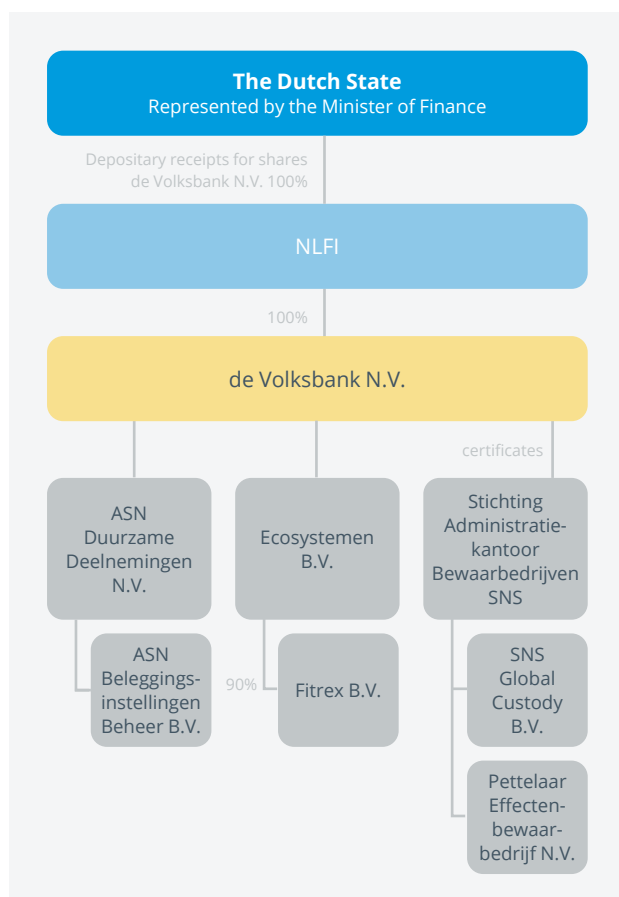 The Dutch State
Represented by the Minister of Finance
Depositary receipts for shares
de Volksbank N.V. 100%
NLFI
100%
de Volksbank N.V.
certificates
ASN
Duurzame
Deelnemingen
N.V.
Ecosystemen
B.V.
Stichting
Administratie-
kantoor
Bewaarbedrijven
SNS
ASN
Beleggings-
instellingen
Beheer B.V.
90%
Fitrex B.V.
SNS
Global
Custody
B.V.
Pettelaar
Effecten-
bewaar-
bedrijf N.V.